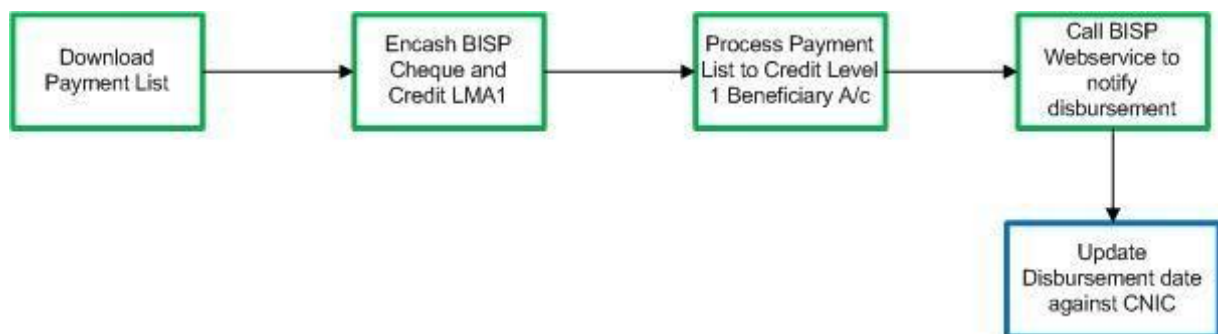 Download
Payment List
Encash BISP
Cheque and
Credit LMA1
Process Payment
List to Credit Level
1 Beneficiary A/c
Call BISP
Webservice to
notify
disbursement
Update
Disbursement date
against CNIC